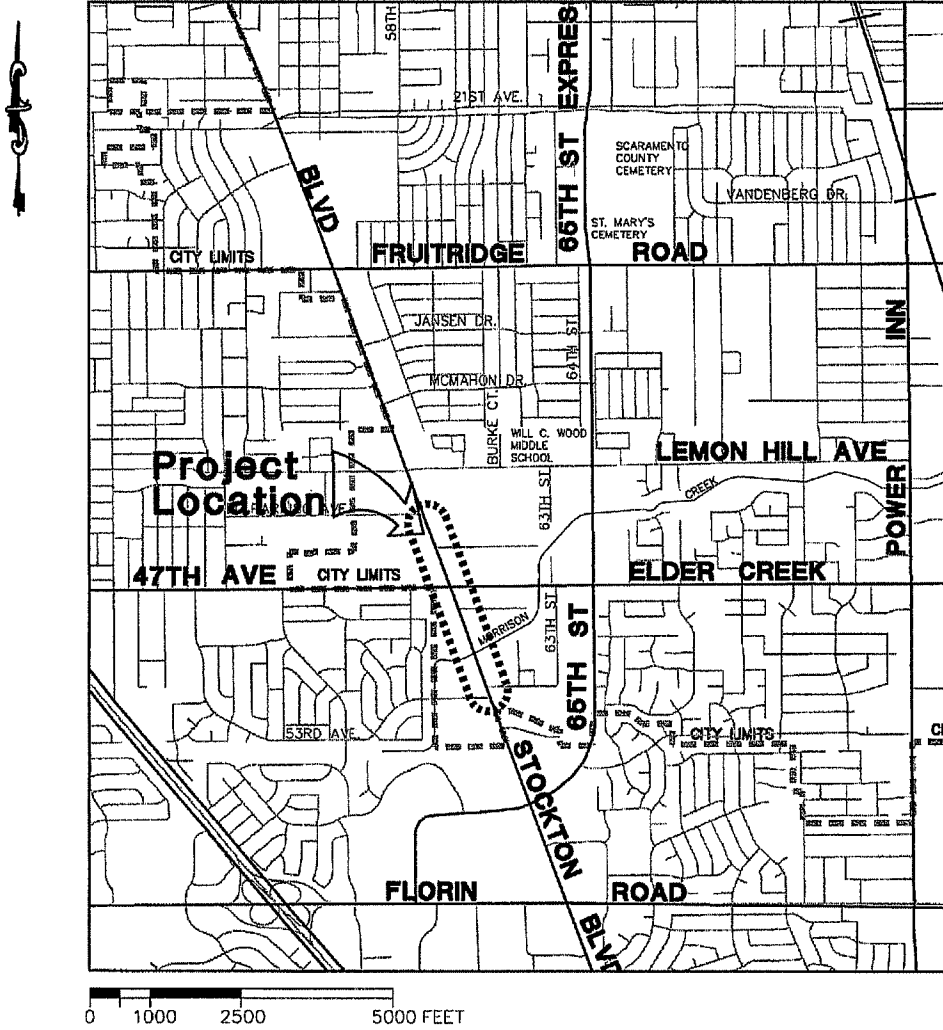 58TH
21ST AVE.
65TH ST EXPRES
SCARAMENTO
COUNTY
CEMETERY
VANDENBERG DR.
BLVD
ST. MARY'S
CEMETERY
CITY LIMITS
FRUITRIDGE ROAD
JANSEN DR.
INN
64TH ST.
MCMAHON DR.
BURKE CT.
WILL C. WOOD
MIDDLE
SCHOOL
LEMON HILL AVE
Project
Location
AVE.
63TH ST.
CREEK
POWER
47TH AVE
CITY LIMITS
ELDER CREEK
MORRISON
63TH ST
65TH ST
53RD AVE.
CITY LIMITS
STOCKTON
FLORIN ROAD
BLVD
0 1000 2500 5000 FEET